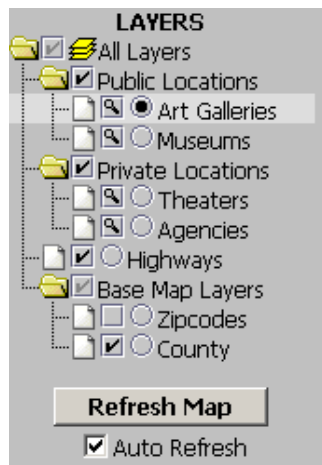 LAYERS
All Layers
Public Locations
Art Galleries
Museums
Private Locations
Theaters
Agencies
Highways
Base Map Layers
Zipcodes
County
Refresh Map
Auto Refresh